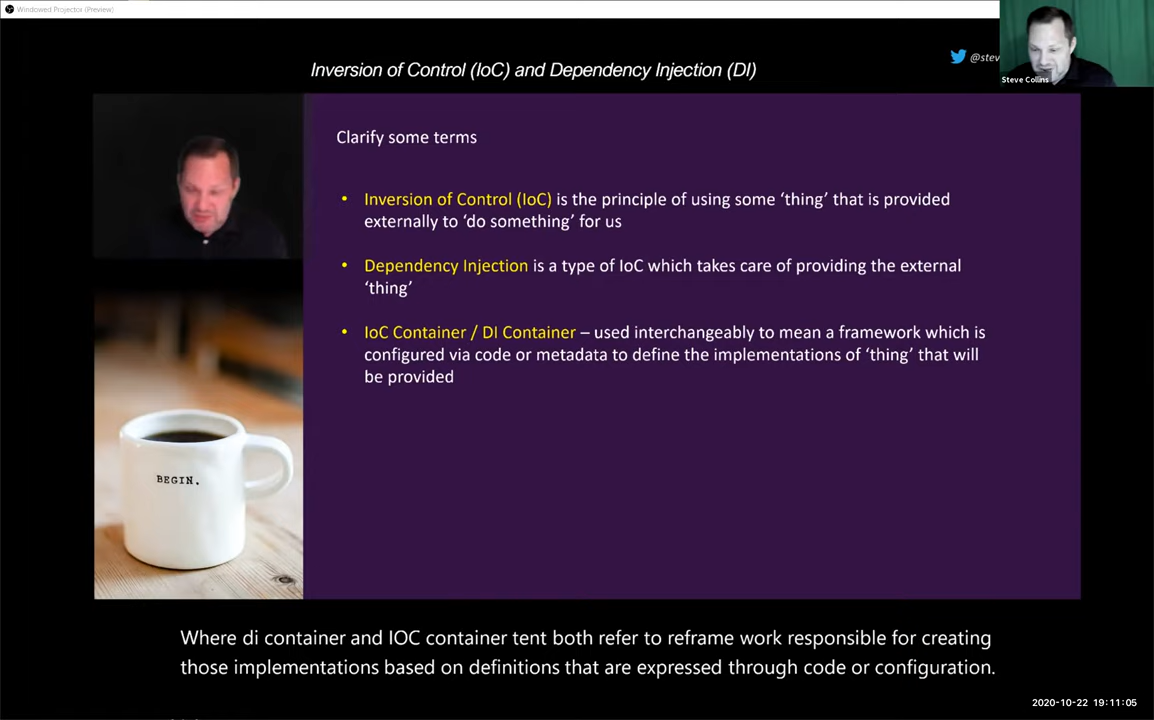 Windowed Projector (Preview)
Inversion of Control (IoC) and Dependency Injection (DI)
@stev
Steve Collins
Clarify some terms
• Inversion of Control (IoC) is the principle of using some ‘thing’ that is provided
externally to ‘do something’ for us
• Dependency Injection is a type of IoC which takes care of providing the external
‘thing’
• IoC Container / DI Container – used interchangeably to mean a framework which is
configured via code or metadata to define the implementations of ‘thing’ that will
be provided
BEGIN.
Where di container and IOC container tent both refer to reframe work responsible for creating
those implementations based on definitions that are expressed through code or configuration.
2020-10-22 19:11:05